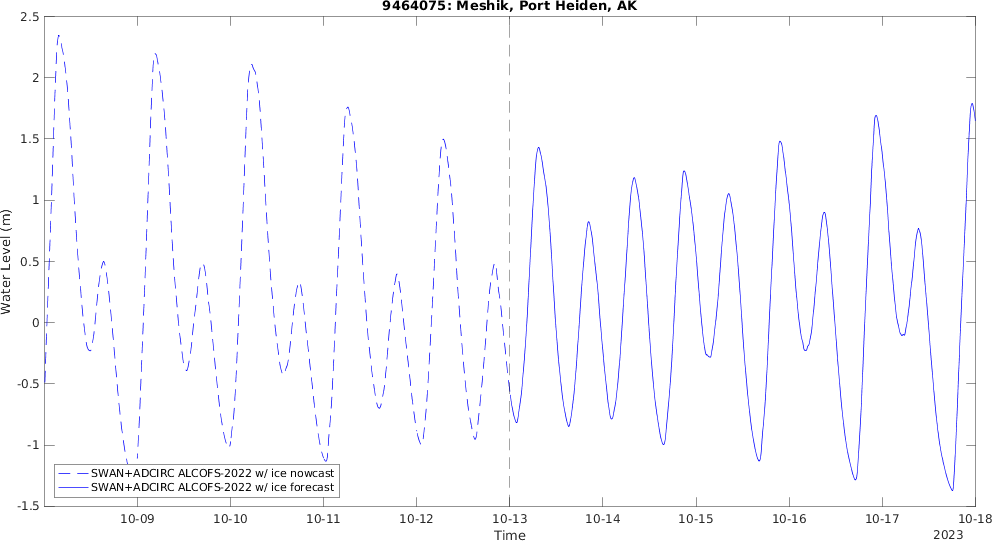 9464075: Meshik, Port Heiden, AK
2.5
2
1.5
1
0.5
0
-0.5
-1
-1.5
Water Level (m)
SWAN+ADCIRC ALCOFS-2022 w/ ice nowcast
SWAN+ADCIRC ALCOFS-2022 w/ ice forecast
10-09 10-10 10-11 10-12 10-13 10-14 10-15 10-16 10-17 10-18
Time
2023